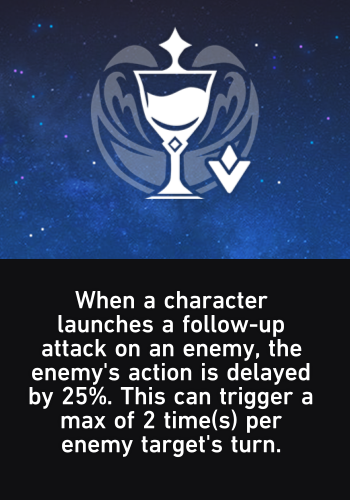 When a character
launches a follow-up
attack on an enemy, the
enemy's action is delayed
by 25%. This can trigger a
max of 2 time(s) per
enemy target's turn.